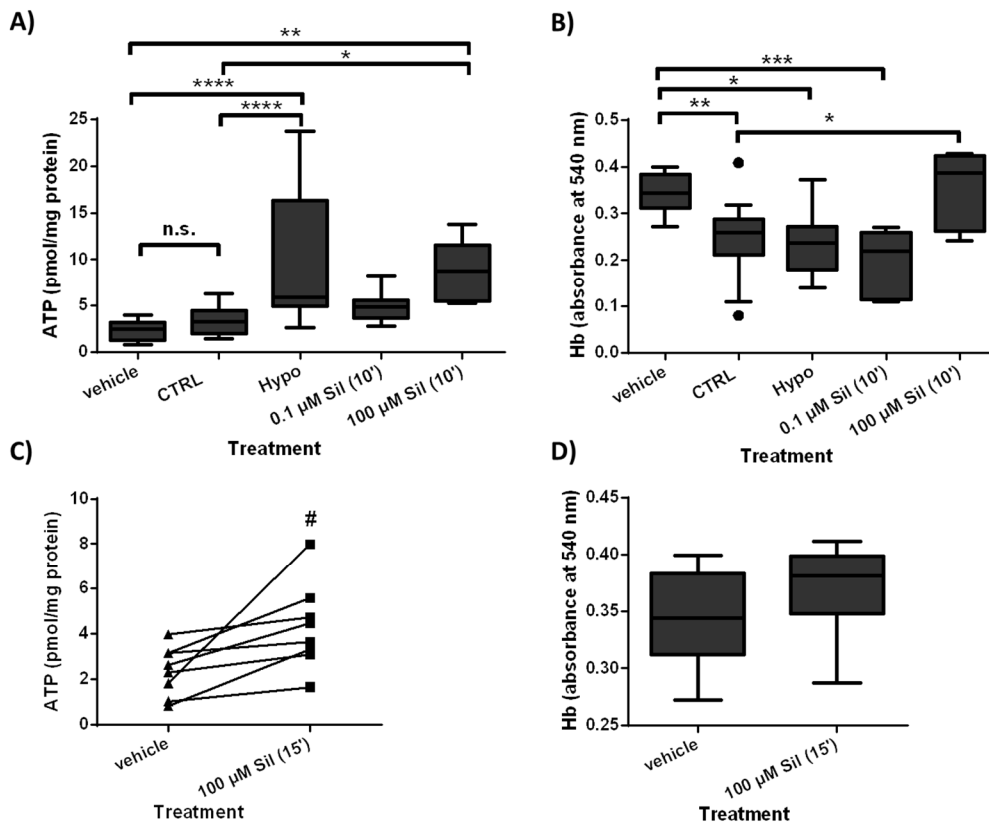 A)
**
*
****
****
n.s.
ATP (pmol/mg protein)
25
20
15
10
5
0
vehicle
CTRL
Hypo
0.1 µM Sil (10')
100 µM Sil (10')
Treatment
B)
***
*
**
*
Hb (absorbance at 540 nm)
0.5
0.4
0.3
0.2
0.1
0.0
vehicle
CTRL
Hypo
0.1 µM Sil (10')
100 µM Sil (10')
Treatment
C)
#
ATP (pmol/mg protein)
10
8
6
4
2
0
vehicle
100 µM Sil (15')
Treatment
D)
Hb (absorbance at 540 nm)
0.45
0.40
0.35
0.30
0.25
vehicle
100 µM Sil (15')
Treatment